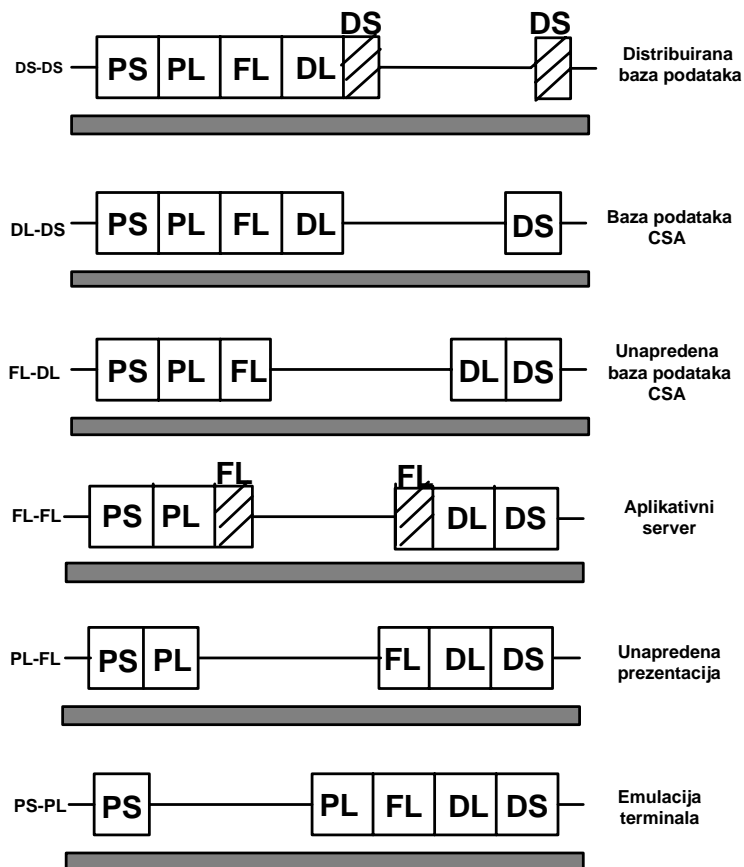 DS DS
DS-DS PS PL FL DL Distribuirana
baza podataka
DL-DS PS PL FL DL DS Baza podataka
CSA
FL-DL PS PL FL DL DS Unapredena
baza podataka
CSA
FL FL
FL-FL PS PL DL DS Aplikativni
server
PL-FL PS PL FL DL DS Unapredena
prezentacija
PS-PL PS PL FL DL DS Emulacija
terminala